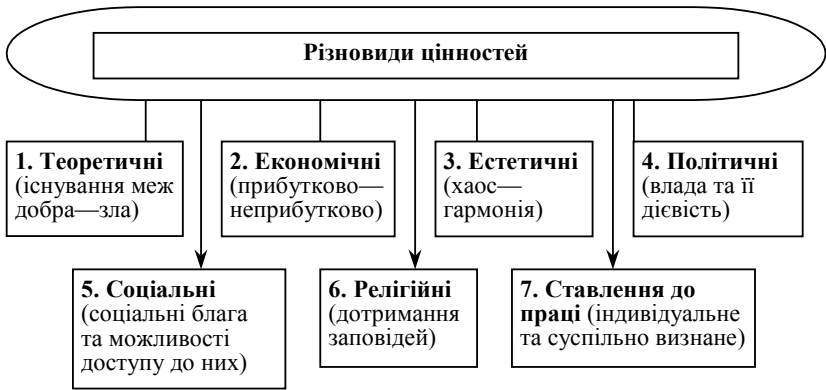 Різновиди цінностей
1. Теоретичні
(існування меж
добра—зла)
2. Економічні
(прибутково—
неприбутково)
3. Естетичні
(хаос—
гармонія)
4. Політичні
(влада та її
дієвість)
5. Соціальні
(соціальні блага
та можливості
доступу до них)
6. Релігійні
(дотримання
заповідей)
7. Ставлення до
праці (індивідуальне
та суспільно визнане)